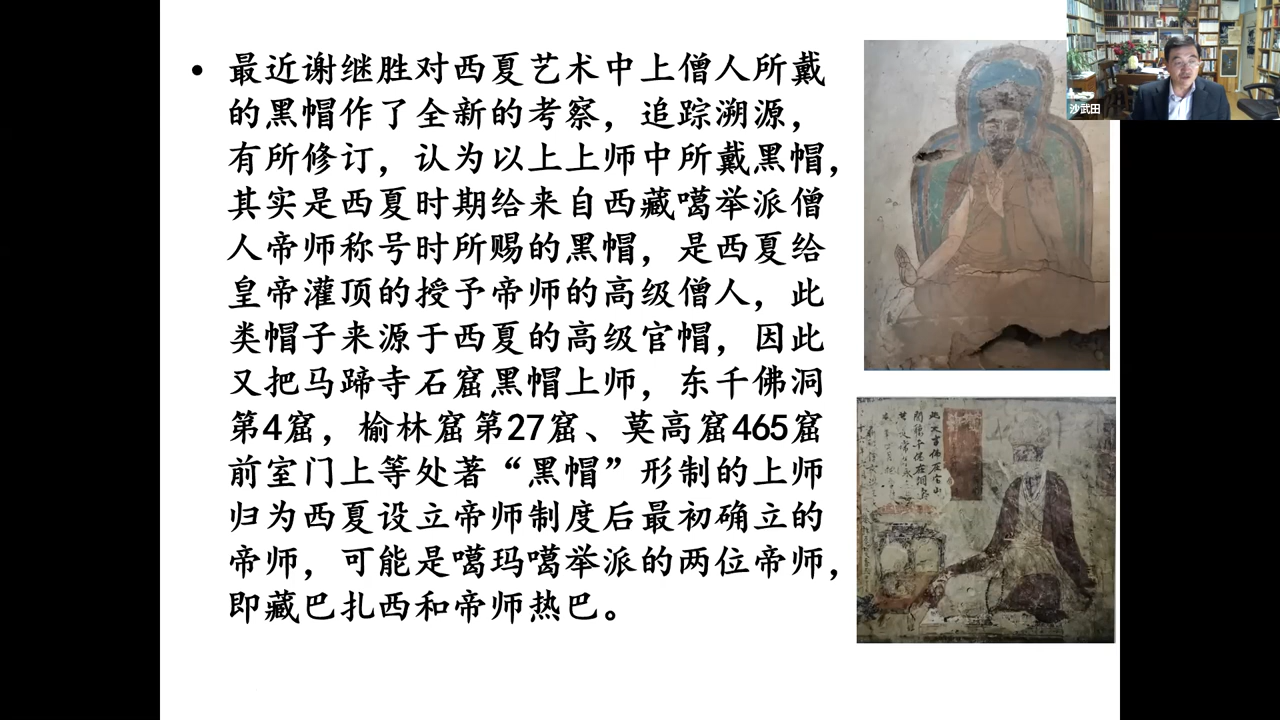 • 最近谢继胜对西夏艺术中上僧人所戴
的黑帽作了全新的考察，追踪溯源，
有所修订，认为以上上师中所戴黑帽，
其实是西夏时期给来自西藏噶举派僧
人帝师称号时所赐的黑帽，是西夏给
皇帝灌顶的授予帝师的高级僧人，此
类帽子来源于西夏的高级官帽，因此
又把马蹄寺石窟黑帽上师，东千佛洞
第4窟，榆林窟第27窟、莫高窟465窟
前室门上等处著“黑帽”形制的上师
归为西夏设立帝师制度后最初确立的
帝师，可能是噶玛噶举派的两位帝师，
即藏巴扎西和帝师热巴。
沙武田